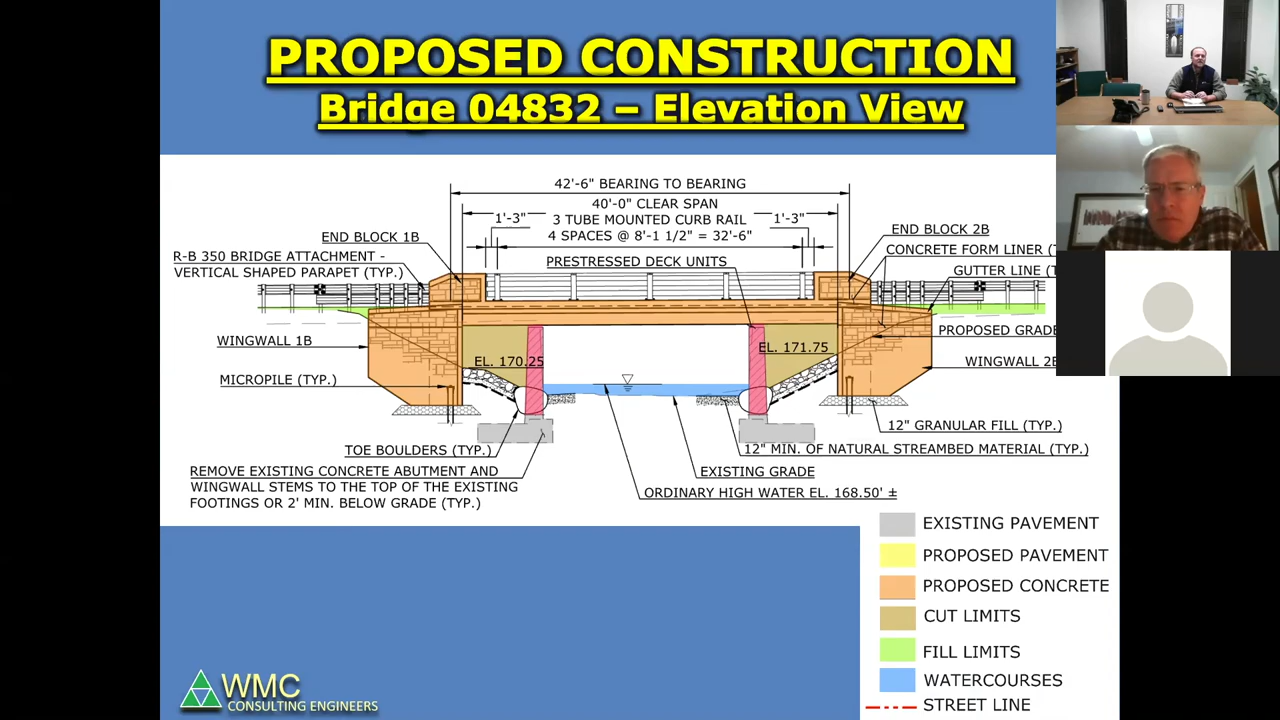 PROPOSED CONSTRUCTION
Bridge 04832 – Elevation View
42'-6" BEARING TO BEARING
40'-0" CLEAR SPAN
1'-3"
3 TUBE MOUNTED CURB RAIL
1'-3"
4 SPACES @ 8'-1 1/2" = 32'-6"
END BLOCK 1B
END BLOCK 2B
R-B 350 BRIDGE ATTACHMENT -
VERTICAL SHAPED PARAPET (TYP.)
PRESTRESSED DECK UNITS
CONCRETE FORM LINER (T
GUTTER LINE (T
WINGWALL 1B
EL. 170.25
EL. 171.75
PROPOSED GRADE
MICROPILE (TYP.)
WINGWALL 2B
12" GRANULAR FILL (TYP.)
TOE BOULDERS (TYP.)
12" MIN. OF NATURAL STREAMBED MATERIAL (TYP.)
REMOVE EXISTING CONCRETE ABUTMENT AND
WINGWALL STEMS TO THE TOP OF THE EXISTING
FOOTINGS OR 2' MIN. BELOW GRADE (TYP.)
EXISTING GRADE
ORDINARY HIGH WATER EL. 168.50' ±
EXISTING PAVEMENT
PROPOSED PAVEMENT
PROPOSED CONCRETE
CUT LIMITS
FILL LIMITS
WATERCOURSES
STREET LINE
WMC
CONSULTING ENGINEERS